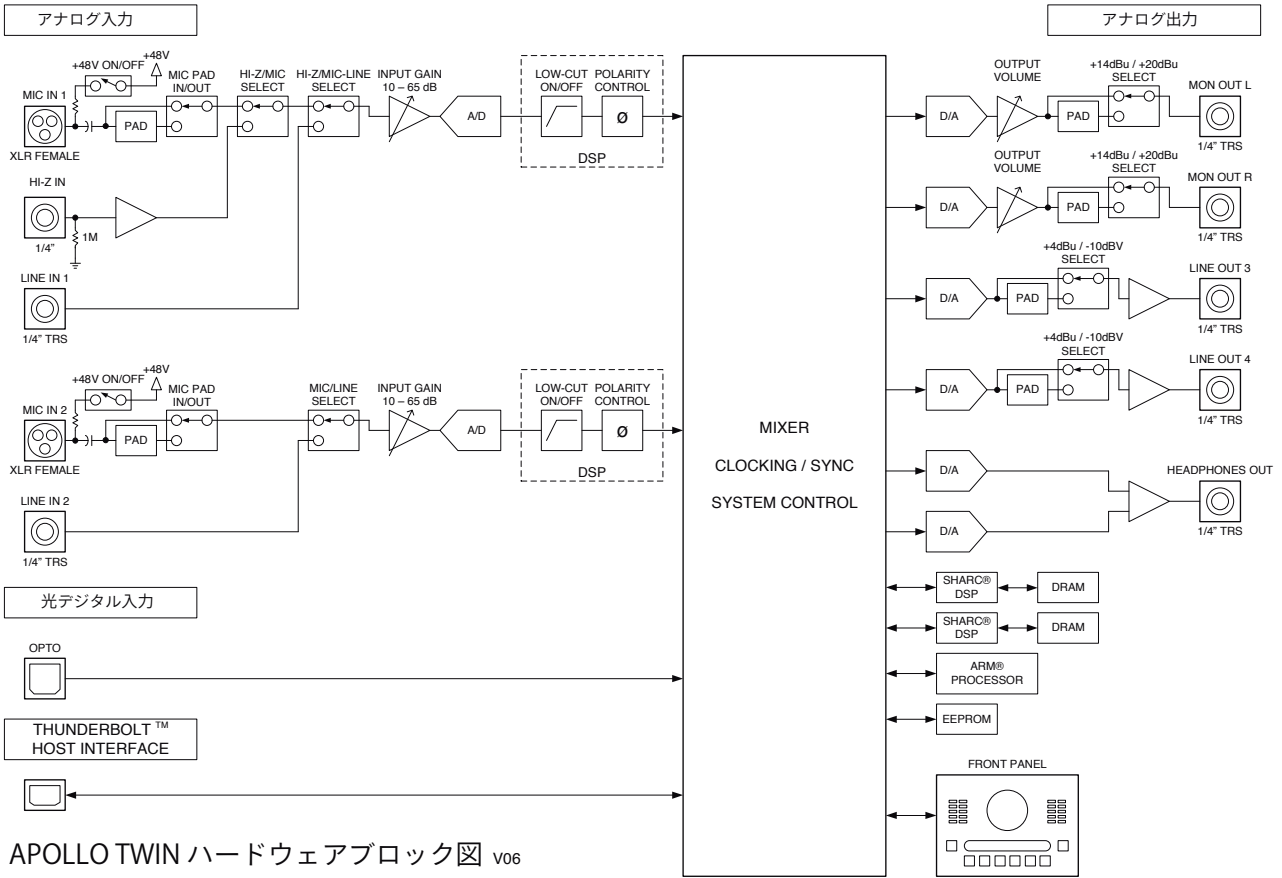 アナログ入力
アナログ出力
+48V ON/OFF
+48V
MIC IN 1
MIC PAD
IN/OUT
HI-Z/MIC
SELECT
HI-Z/MIC-LINE
SELECT
INPUT GAIN
10 – 65 dB
LOW-CUT
ON/OFF
POLARITY
CONTROL
PAD
A/D
Ø
DSP
XLR FEMALE
HI-Z IN
1M
1/4"
LINE IN 1
1/4" TRS
+48V ON/OFF
+48V
MIC IN 2
MIC PAD
IN/OUT
MIC/LINE
SELECT
INPUT GAIN
10 – 65 dB
LOW-CUT
ON/OFF
POLARITY
CONTROL
PAD
A/D
Ø
DSP
XLR FEMALE
LINE IN 2
1/4" TRS
光デジタル入力
OPTO
THUNDERBOLT ™
HOST INTERFACE
MIXER
CLOCKING / SYNC
SYSTEM CONTROL
OUTPUT
VOLUME
+14dBu / +20dBu
SELECT
MON OUT L
D/A
PAD
1/4" TRS
OUTPUT
VOLUME
+14dBu / +20dBu
SELECT
MON OUT R
D/A
PAD
1/4" TRS
+4dBu / -10dBV
SELECT
LINE OUT 3
D/A
PAD
1/4" TRS
+4dBu / -10dBV
SELECT
LINE OUT 4
D/A
PAD
1/4" TRS
D/A
HEADPHONES OUT
D/A
1/4" TRS
SHARC®
DSP
DRAM
SHARC®
DSP
DRAM
ARM®
PROCESSOR
EEPROM
FRONT PANEL
APOLLO TWIN ハードウェアブロック図 V06